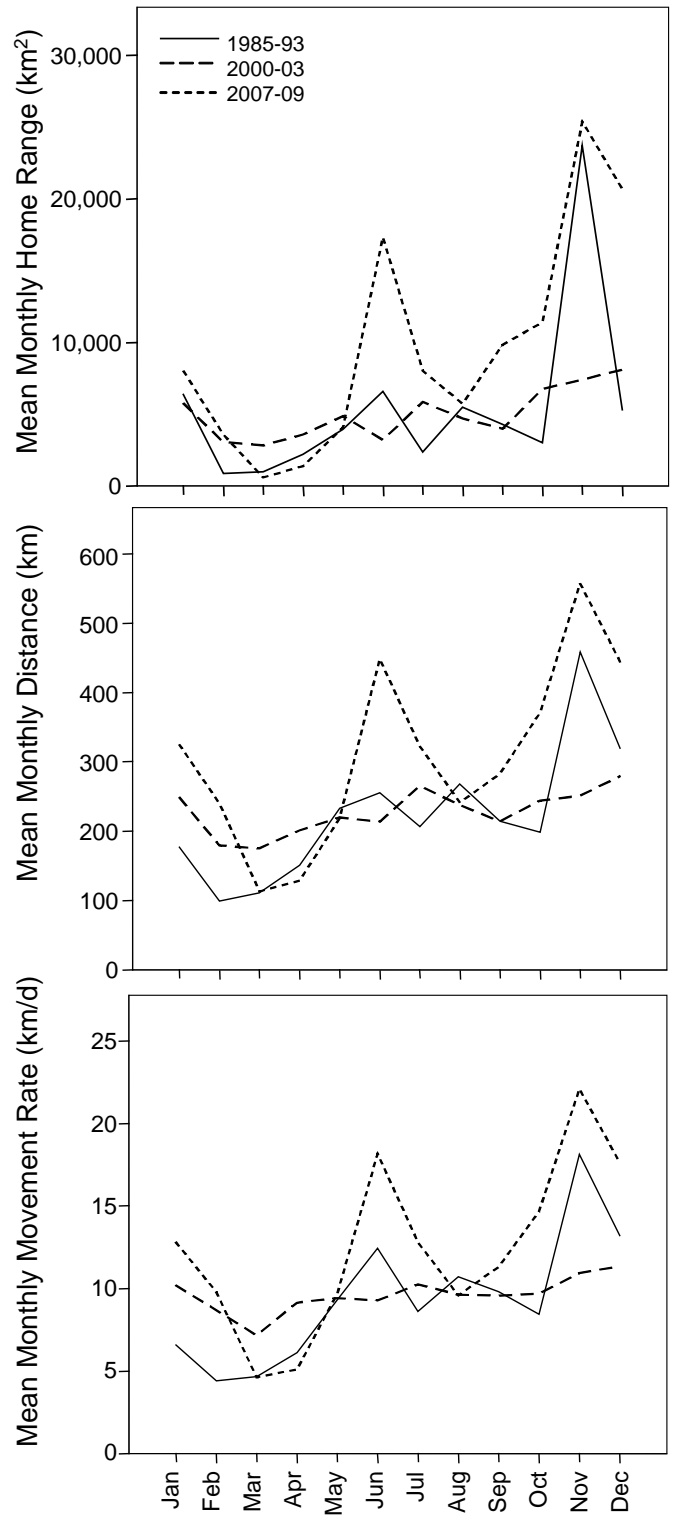 Mean Monthly Home Range (km²)
30,000
20,000
10,000
0
1985-93
2000-03
2007-09
Mean Monthly Distance (km)
600
500
400
300
200
100
0
Mean Monthly Movement Rate (km/d)
25
20
15
10
5
0
Jan
Feb
Mar
Apr
May
Jun
Jul
Aug
Sep
Oct
Nov
Dec